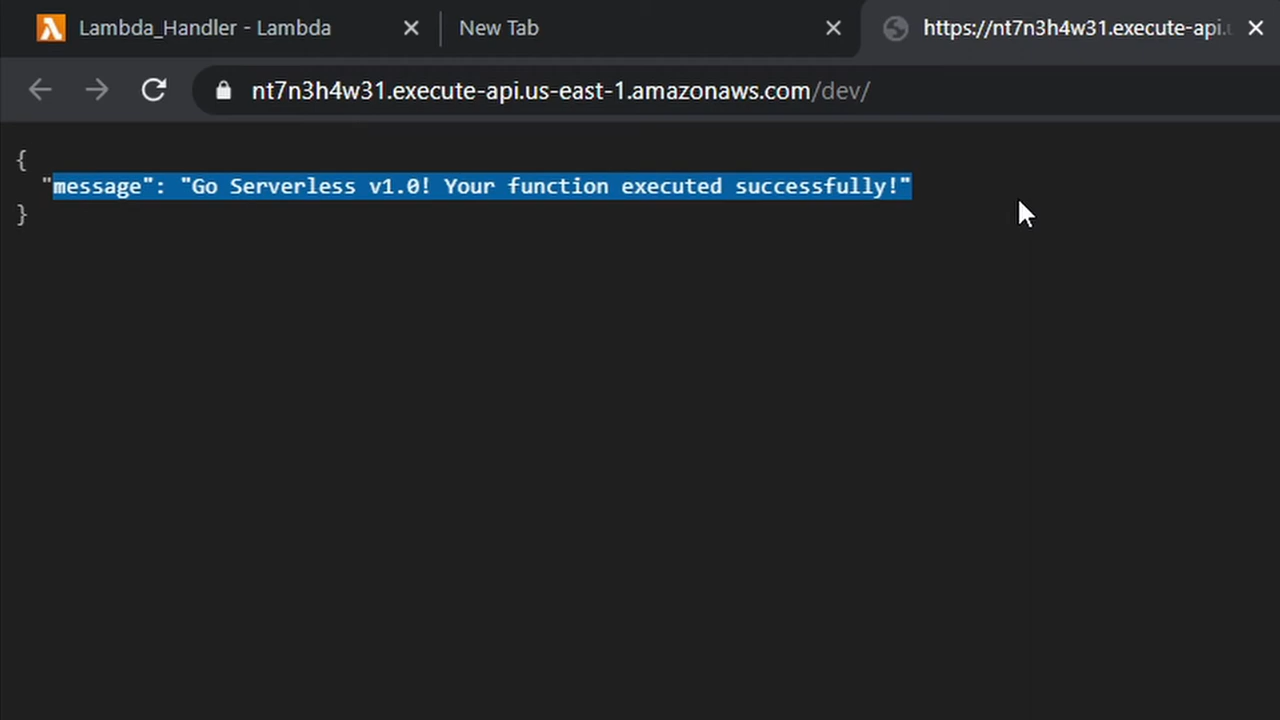 Lambda_Handler - Lambda
New Tab
https://nt7n3h4w31.execute-api.u
nt7n3h4w31.execute-api.us-east-1.amazonaws.com/dev/
{
"message": "Go Serverless v1.0! Your function executed successfully!"
}